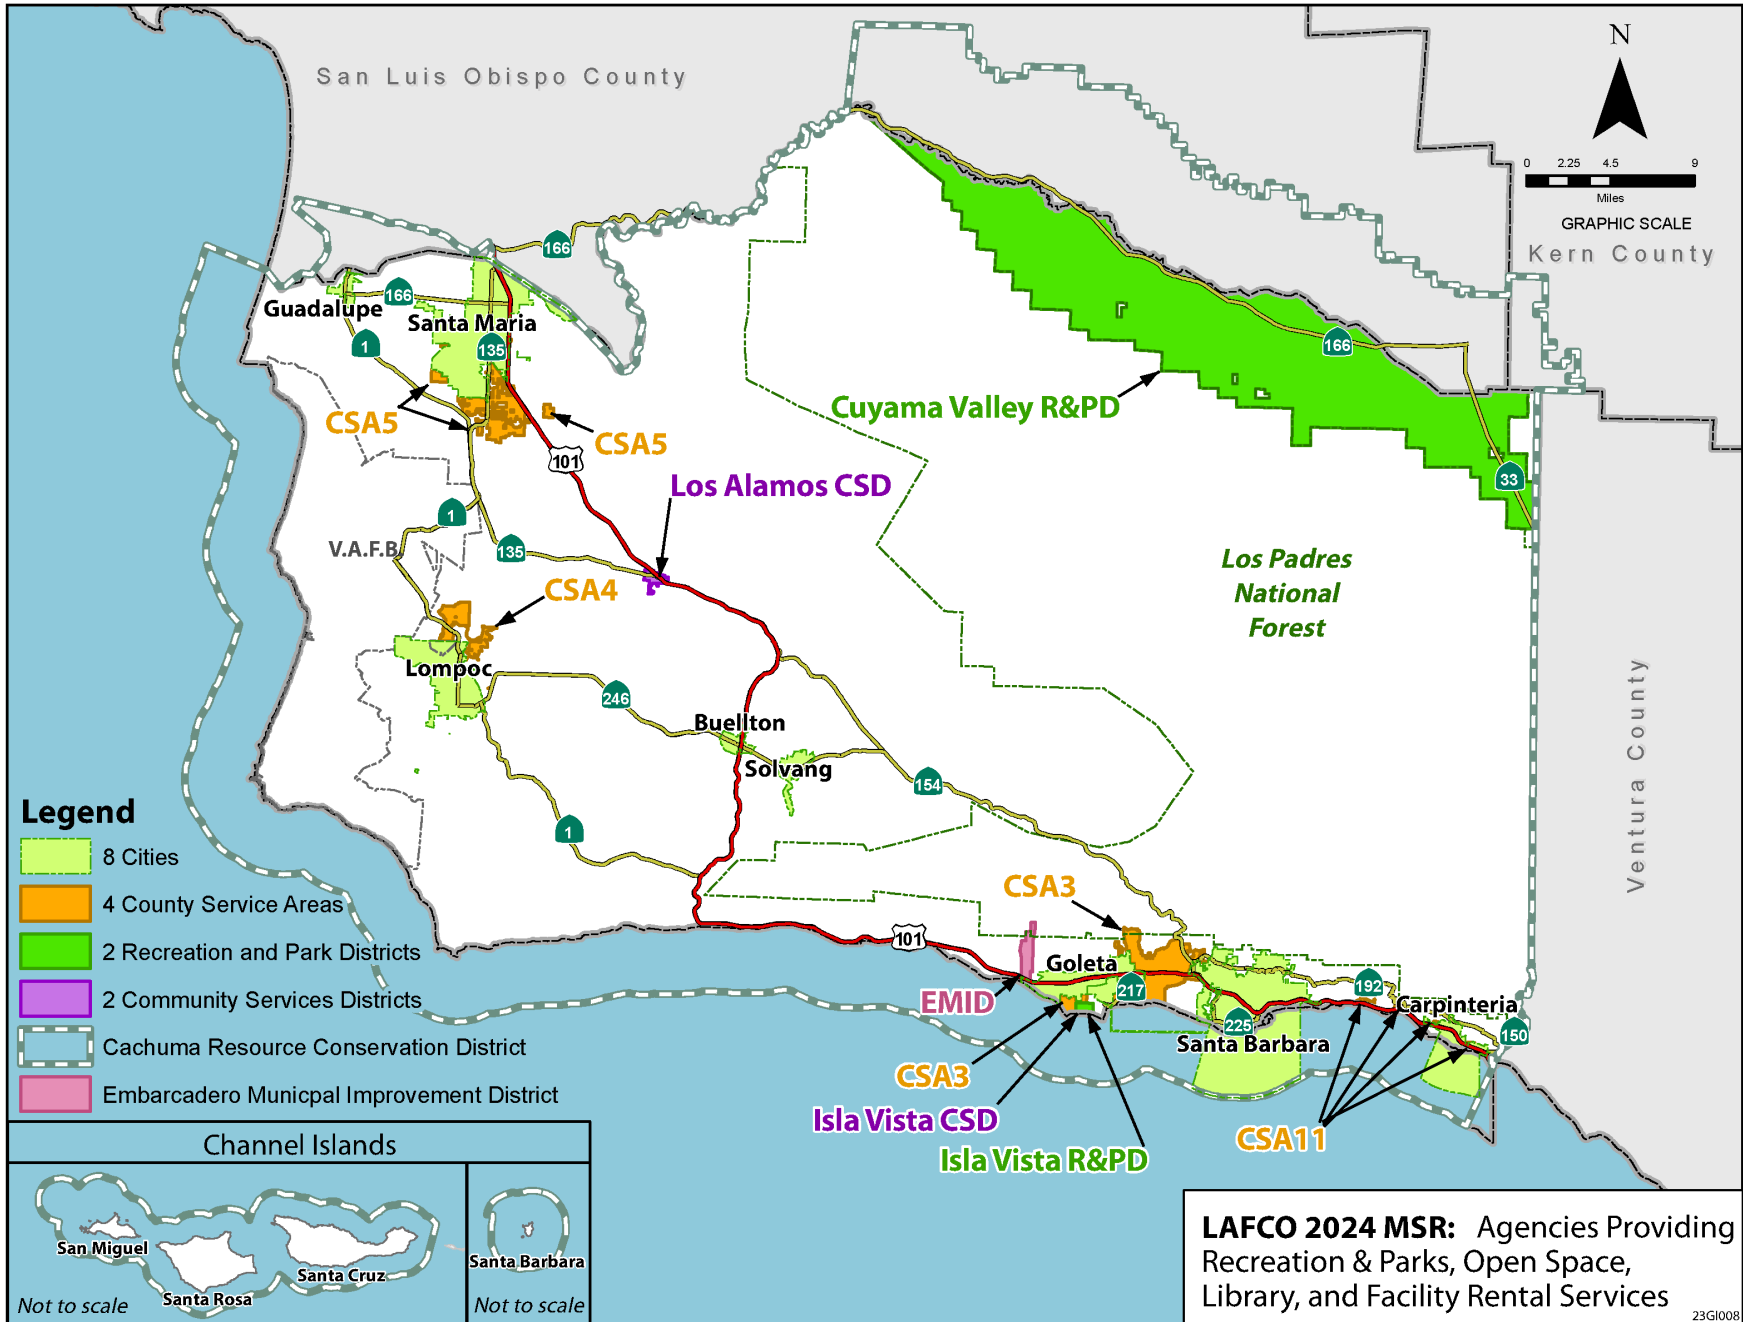 San Luis Obispo County
N
0 2.25 4.5 9
Miles
GRAPHIC SCALE
Kern County
166
Guadalupe
166
Santa Maria
1
135
166
CSA5
CSA5
Cuyama Valley R&PD
101
33
Los Alamos CSD
1
V.A.F.B.
135
Los Padres
National
Forest
CSA4
Lompoc
246
Buellton
Solvang
154
Ventura County
1
Legend
8 Cities
4 County Service Areas
2 Recreation and Park Districts
2 Community Services Districts
Cachuma Resource Conservation District
Embarcadero Municpal Improvement District
CSA3
101
Goleta
EMID
217
192
Carpinteria
225
150
Santa Barbara
CSA3
Isla Vista CSD
Isla Vista R&PD
CSA11
Channel Islands
San Miguel
Santa Rosa
Santa Cruz
Santa Barbara
Not to scale
Not to scale
LAFCO 2024 MSR: Agencies Providing
Recreation & Parks, Open Space,
Library, and Facility Rental Services
23GI008